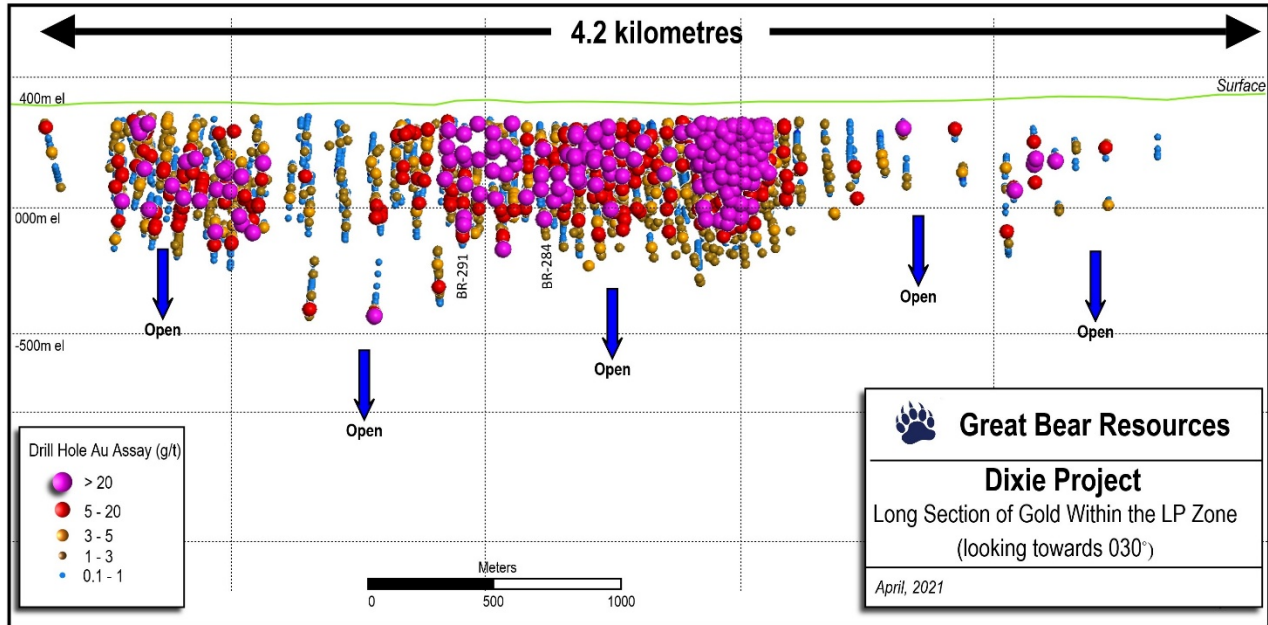 4.2 kilometres
Surface
400m el
000m el
-500m el
BR-291
BR-284
Open
Open
Open
Open
Open
Drill Hole Au Assay (g/t)
> 20
5 - 20
3 - 5
1 - 3
0.1 - 1
Meters
0 500 1000
Great Bear Resources
Dixie Project
Long Section of Gold Within the LP Zone
(looking towards 030°)
April, 2021